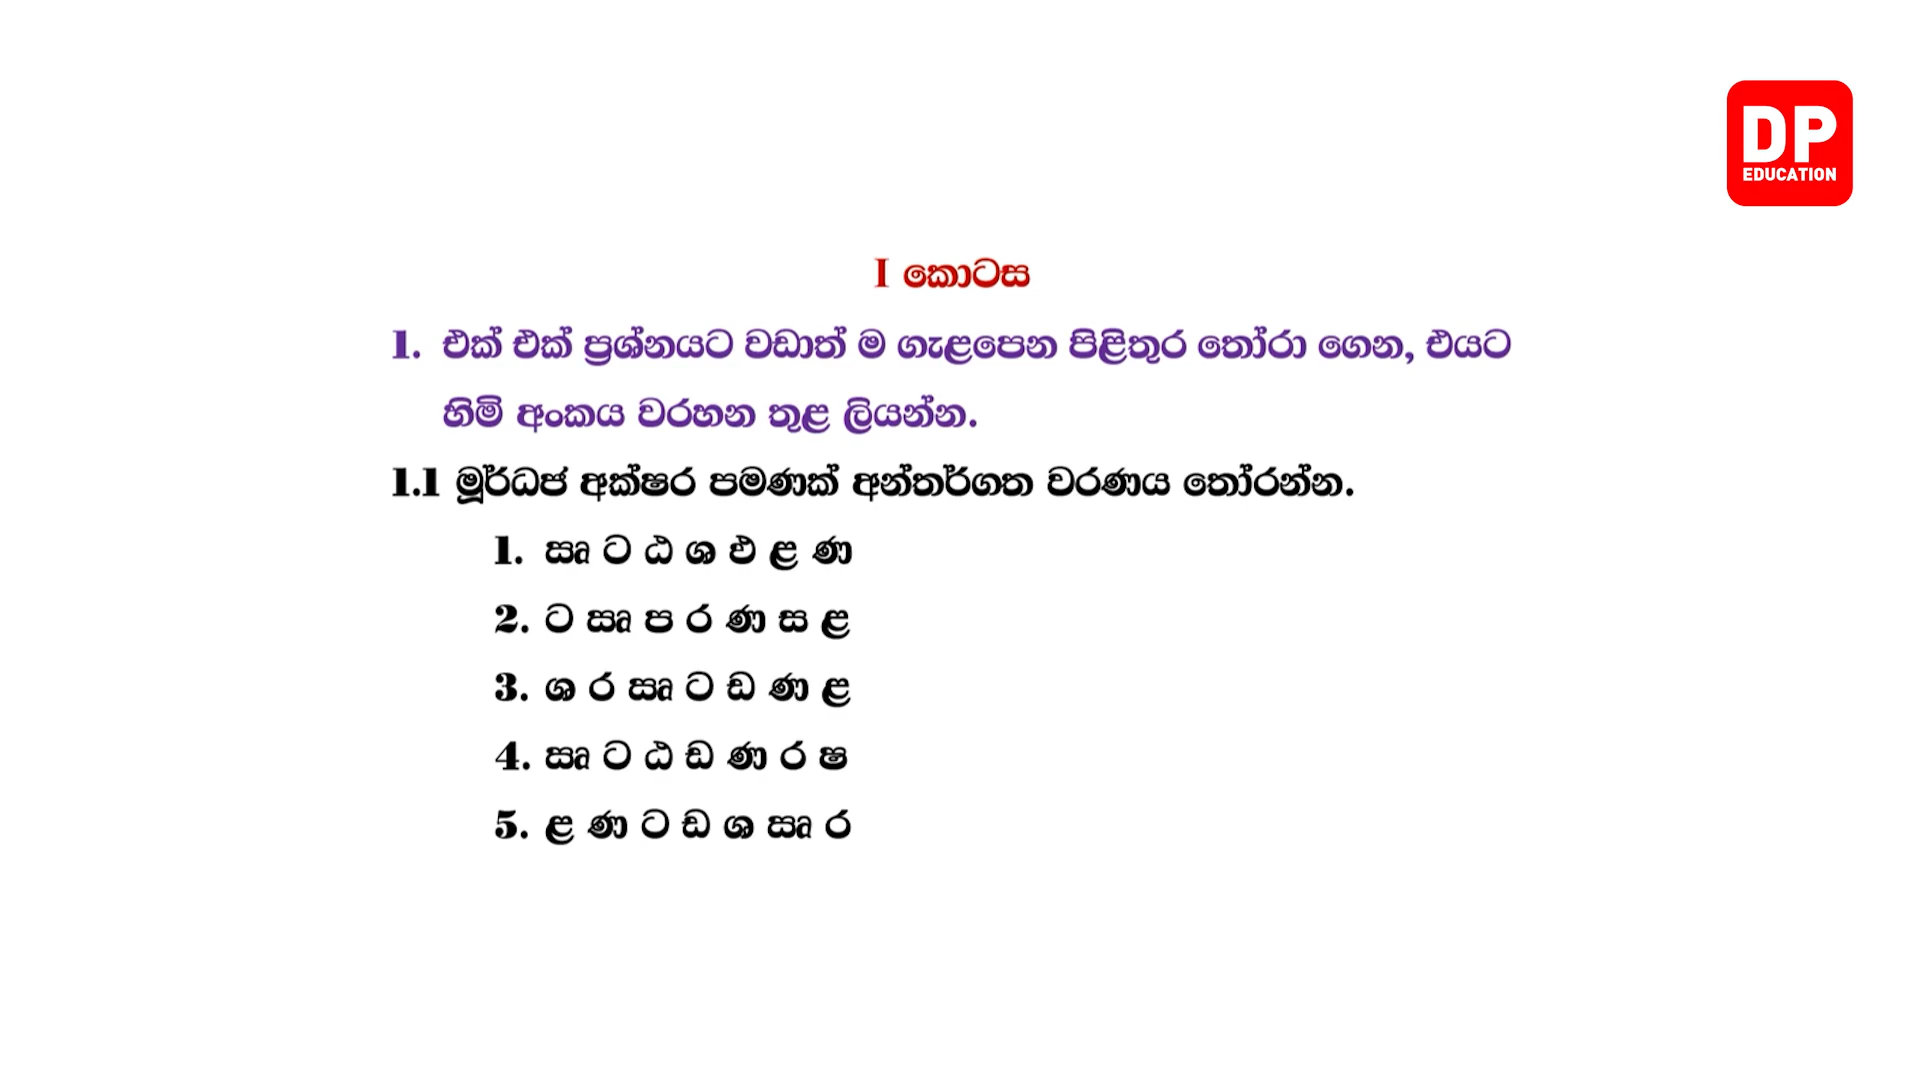 DP
EDUCATION
I කොටස
1. එක් එක් ප්‍රශ්නයට වඩාත් ම ගැළපෙන පිළිතුර තෝරා ගෙන, එයට
හිමි අංකය වරහන තුළ ලියන්න.
1.1 මූර්ධජ අක්ෂර පමණක් අන්තර්ගත වරණය තෝරන්න.
1. ඍ ට ඨ ශ ඵ ළ ණ
2. ට ඍ ප ර ණ ස ළ
3. ශ ර ඍ ට ඩ ණ ළ
4. ඍ ට ඨ ඩ ණ ර ෂ
5. ළ ණ ට ඩ ශ ඍ ර